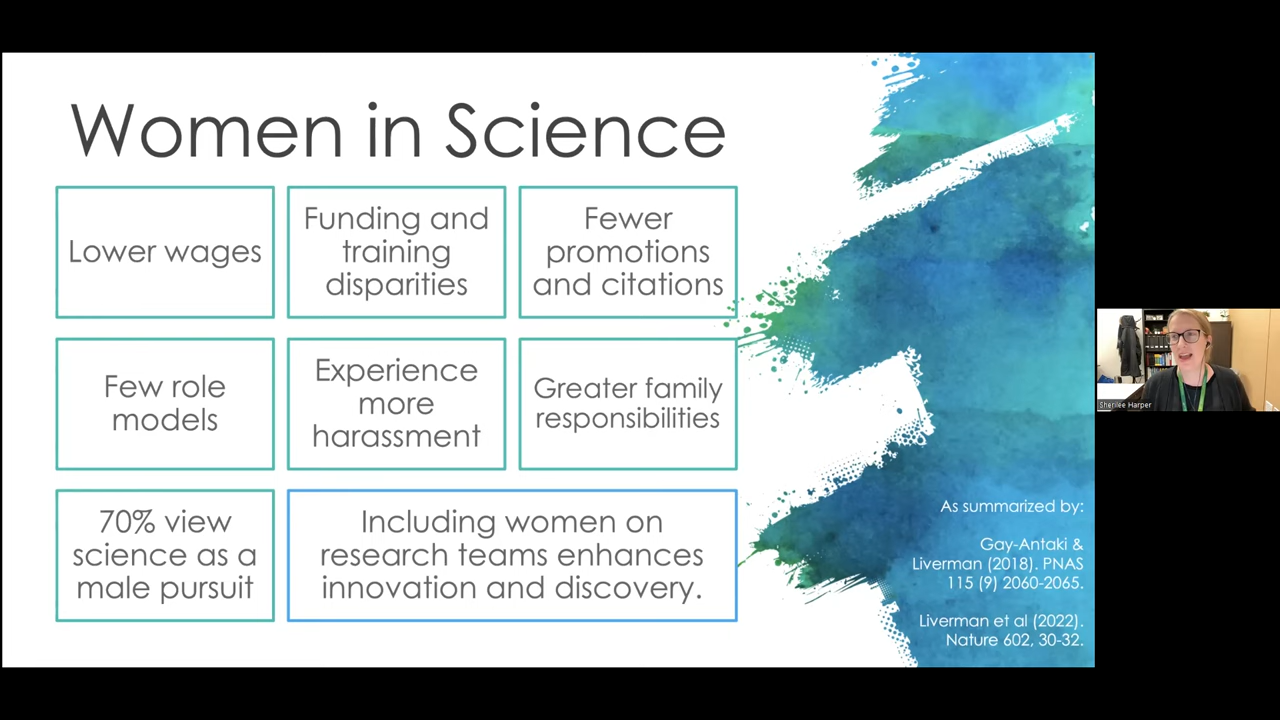 Women in Science
Lower wages
Funding and
training
disparities
Fewer
promotions
and citations
Few role
models
Experience
more
harassment
Greater family
responsibilities
70% view
science as a
male pursuit
Including women on
research teams enhances
innovation and discovery.
As summarized by:
Gay-Antaki &
Liverman (2018). PNAS
115 (9) 2060-2065.
Liverman et al (2022).
Nature 602, 30-32.
Sherilee Harper